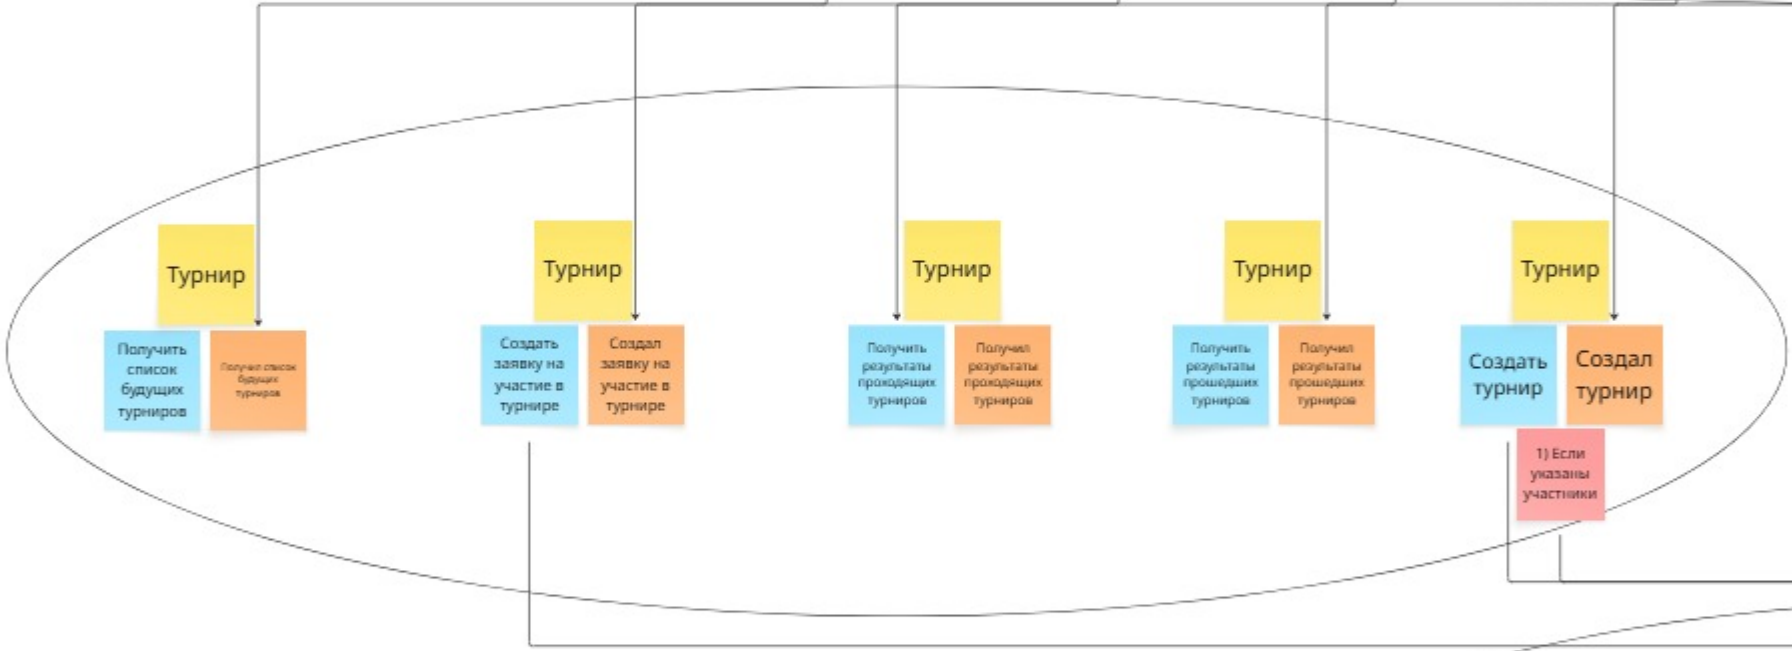 Турнир
Получить
список
будущих
турниров
Получил список
будущих
турниров
Турнир
Создать
заявку на
участие в
турнире
Создал
заявку на
участие в
турнире
Турнир
Получить
результаты
проходящих
турниров
Получил
результаты
проходящих
турниров
Турнир
Получить
результаты
прошедших
турниров
Получил
результаты
прошедших
турниров
Турнир
Создать
турнир
Создал
турнир
1) Если
указаны
участники